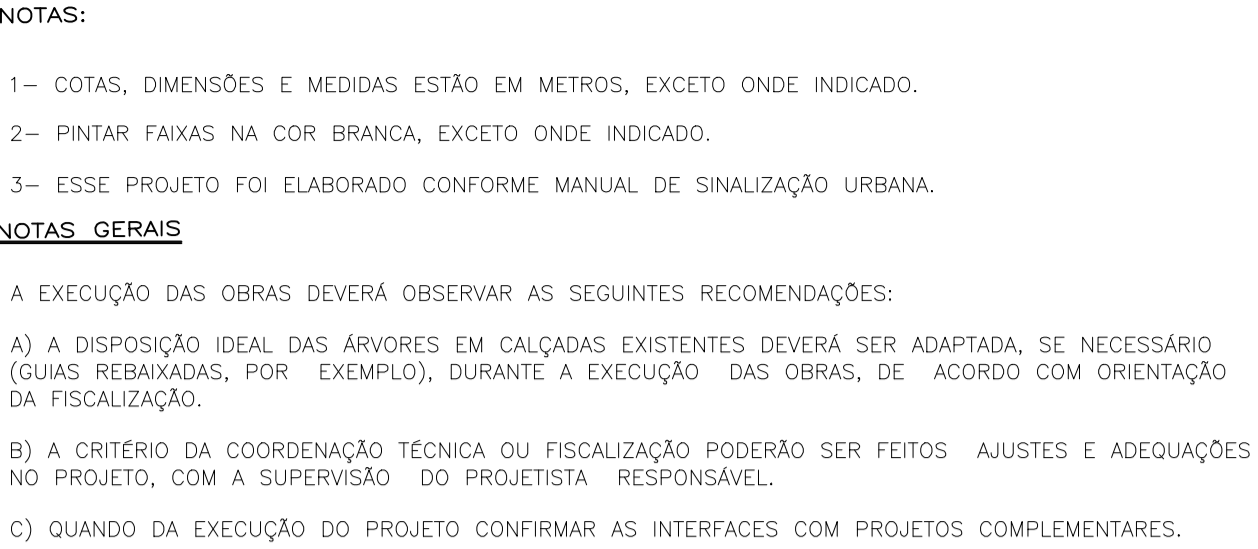 NOTAS:
1- COTAS, DIMENSÕES E MEDIDAS ESTÃO EM METROS, EXCETO ONDE INDICADO.
2- PINTAR FAIXAS NA COR BRANCA, EXCETO ONDE INDICADO.
3- ESSE PROJETO FOI ELABORADO CONFORME MANUAL DE SINALIZAÇÃO URBANA.
NOTAS GERAIS
A EXECUÇÃO DAS OBRAS DEVERÁ OBSERVAR AS SEGUINTES RECOMENDAÇÕES:
A) A DISPOSIÇÃO IDEAL DAS ÁRVORES EM CALÇADAS EXISTENTES DEVERÁ SER ADAPTADA, SE NECESSÁRIO
(GUIAS REBAIXADAS, POR EXEMPLO), DURANTE A EXECUÇÃO DAS OBRAS, DE ACORDO COM ORIENTAÇÃO
DA FISCALIZAÇÃO.
B) A CRITÉRIO DA COORDENAÇÃO TÉCNICA OU FISCALIZAÇÃO PODERÃO SER FEITOS AJUSTES E ADEQUAÇÕES
NO PROJETO, COM A SUPERVISÃO DO PROJETISTA RESPONSÁVEL.
C) QUANDO DA EXECUÇÃO DO PROJETO CONFIRMAR AS INTERFACES COM PROJETOS COMPLEMENTARES.